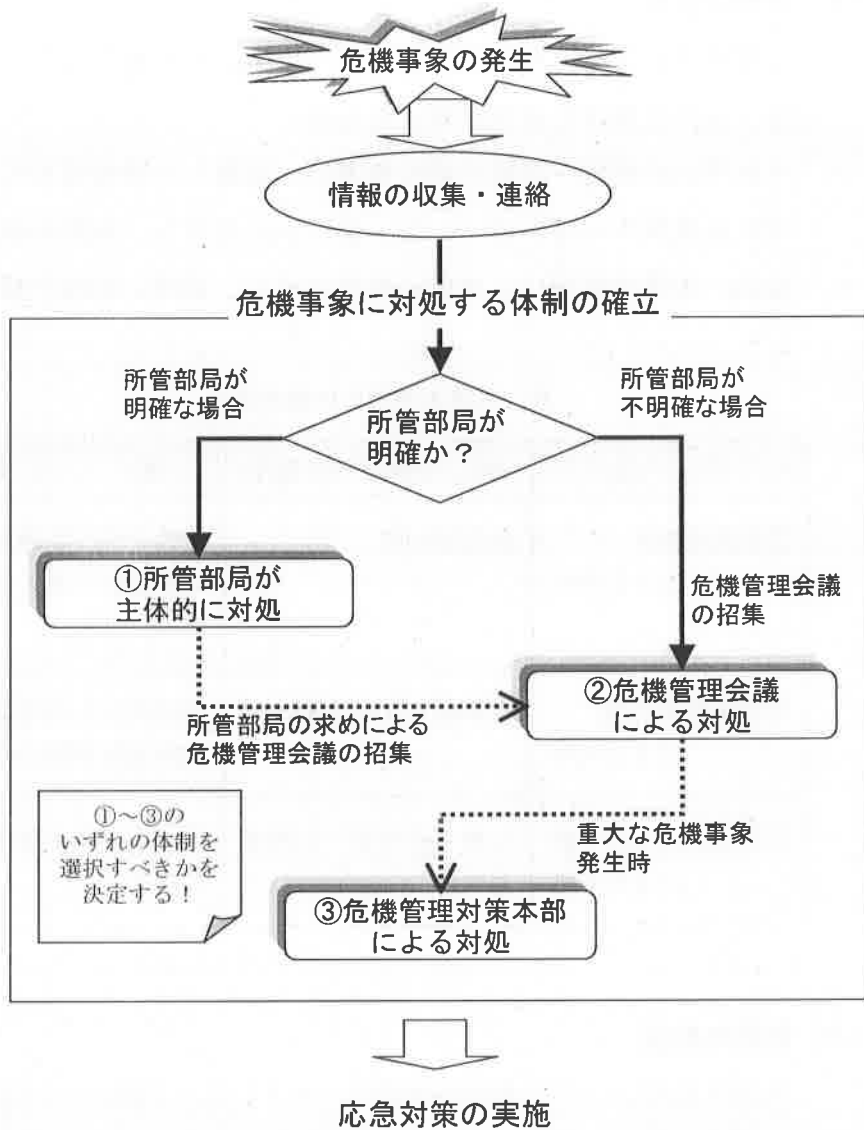 危機事象の発生
情報の収集・連絡
危機事象に対処する体制の確立
所管部局が
明確な場合
所管部局が
不明確な場合
所管部局が
明確か？
①所管部局が
主体的に対処
危機管理会議
の招集
②危機管理会議
による対処
所管部局の求めによる
危機管理会議の招集
①～③の
いずれの体制を
選択すべきかを
決定する！
重大な危機事象
発生時
③危機管理対策本部
による対処
応急対策の実施